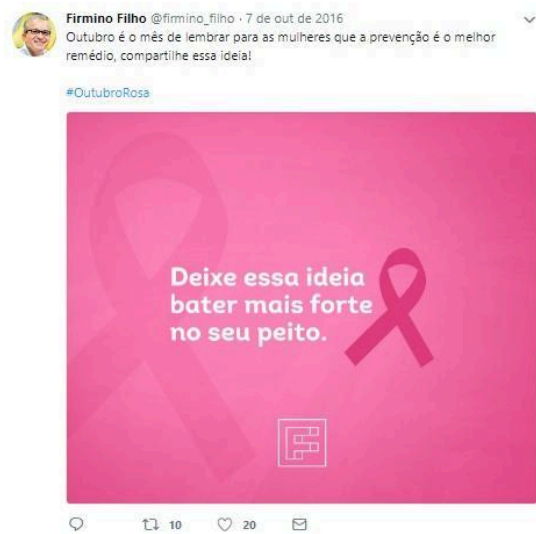 Firmino Filho @firmino_filho · 7 de out de 2016
Outubro é o mês de lembrar para as mulheres que a prevenção é o melhor
remédio, compartilhe essa ideia!
#OutubroRosa
Deixe essa ideia
bater mais forte
no seu peito.
10 20